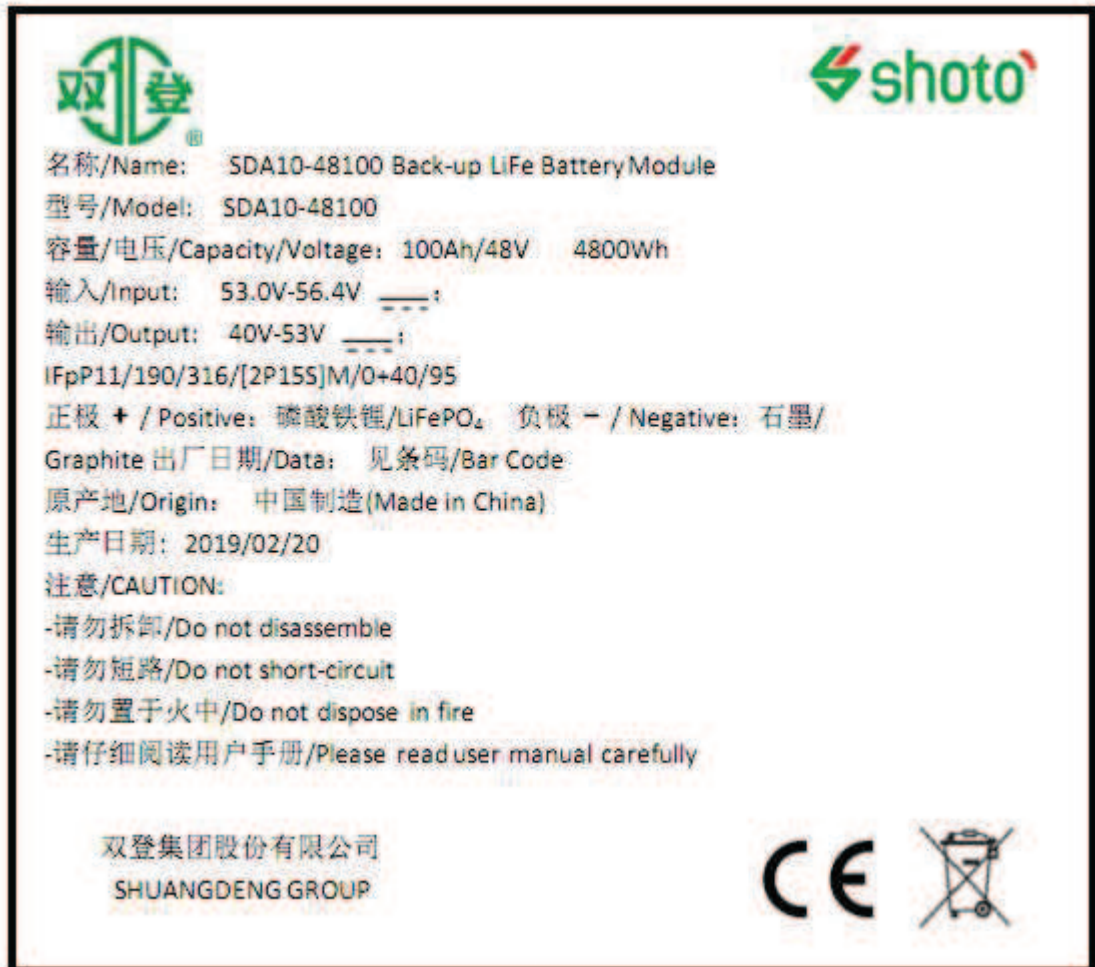 双登
®
shoto
名称/Name: SDA10-48100 Back-up LiFe Battery Module
型号/Model: SDA10-48100
容量/电压/Capacity/Voltage: 100Ah/48V 4800Wh
输入/Input: 53.0V-56.4V ⎓;
输出/Output: 40V-53V ⎓;
IFpP11/190/316/[2P15S]M/0+40/95
正极 + / Positive: 磷酸铁锂/LiFePO₄ 负极 - / Negative: 石墨/
Graphite 出厂日期/Data: 见条码/Bar Code
原产地/Origin: 中国制造(Made in China)
生产日期: 2019/02/20
注意/CAUTION:
-请勿拆卸/Do not disassemble
-请勿短路/Do not short-circuit
-请勿置于火中/Do not dispose in fire
-请仔细阅读用户手册/Please read user manual carefully
双登集团股份有限公司
SHUANGDENG GROUP
CE